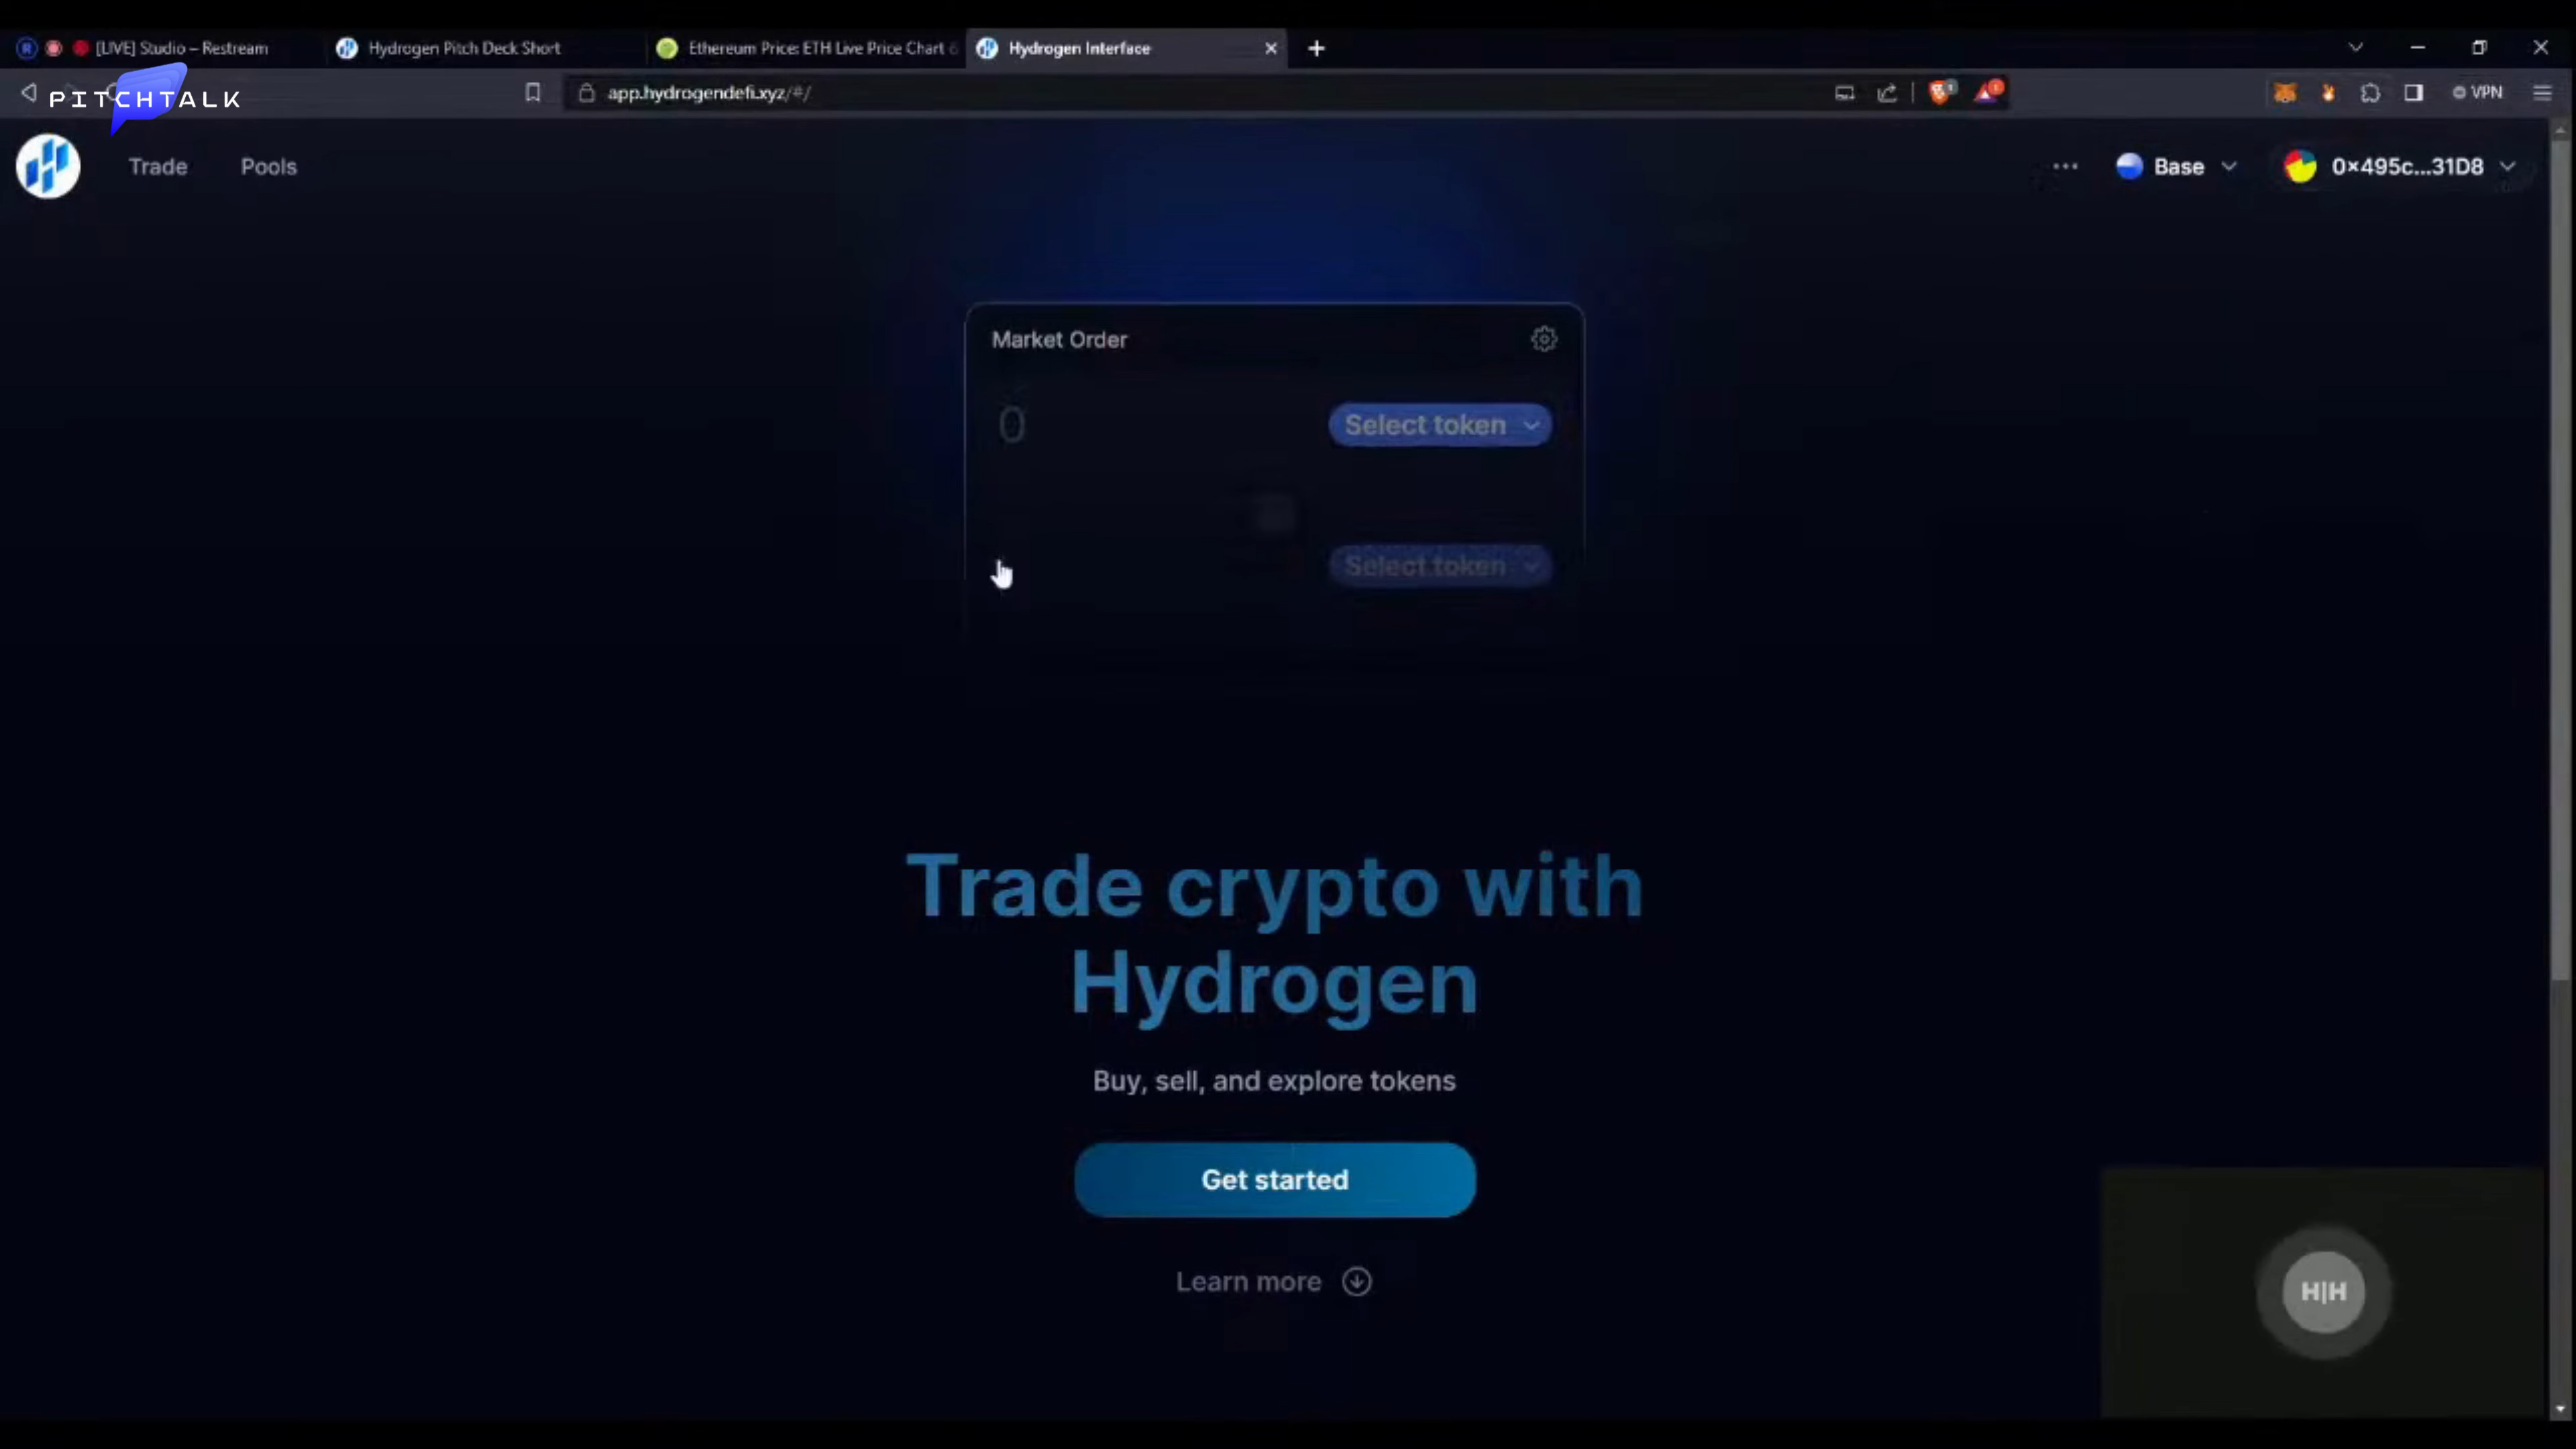 [LIVE] Studio – Restream
Hydrogen Pitch Deck Short
Ethereum Price: ETH Live Price Chart
Hydrogen Interface
PITCHTALK
app.hydrogendefi.xyz/#/
VPN
Trade
Pools
Base
0x495c...31D8
Market Order
0
Select token
Select token
Trade crypto with
Hydrogen
Buy, sell, and explore tokens
Get started
Learn more
H|H